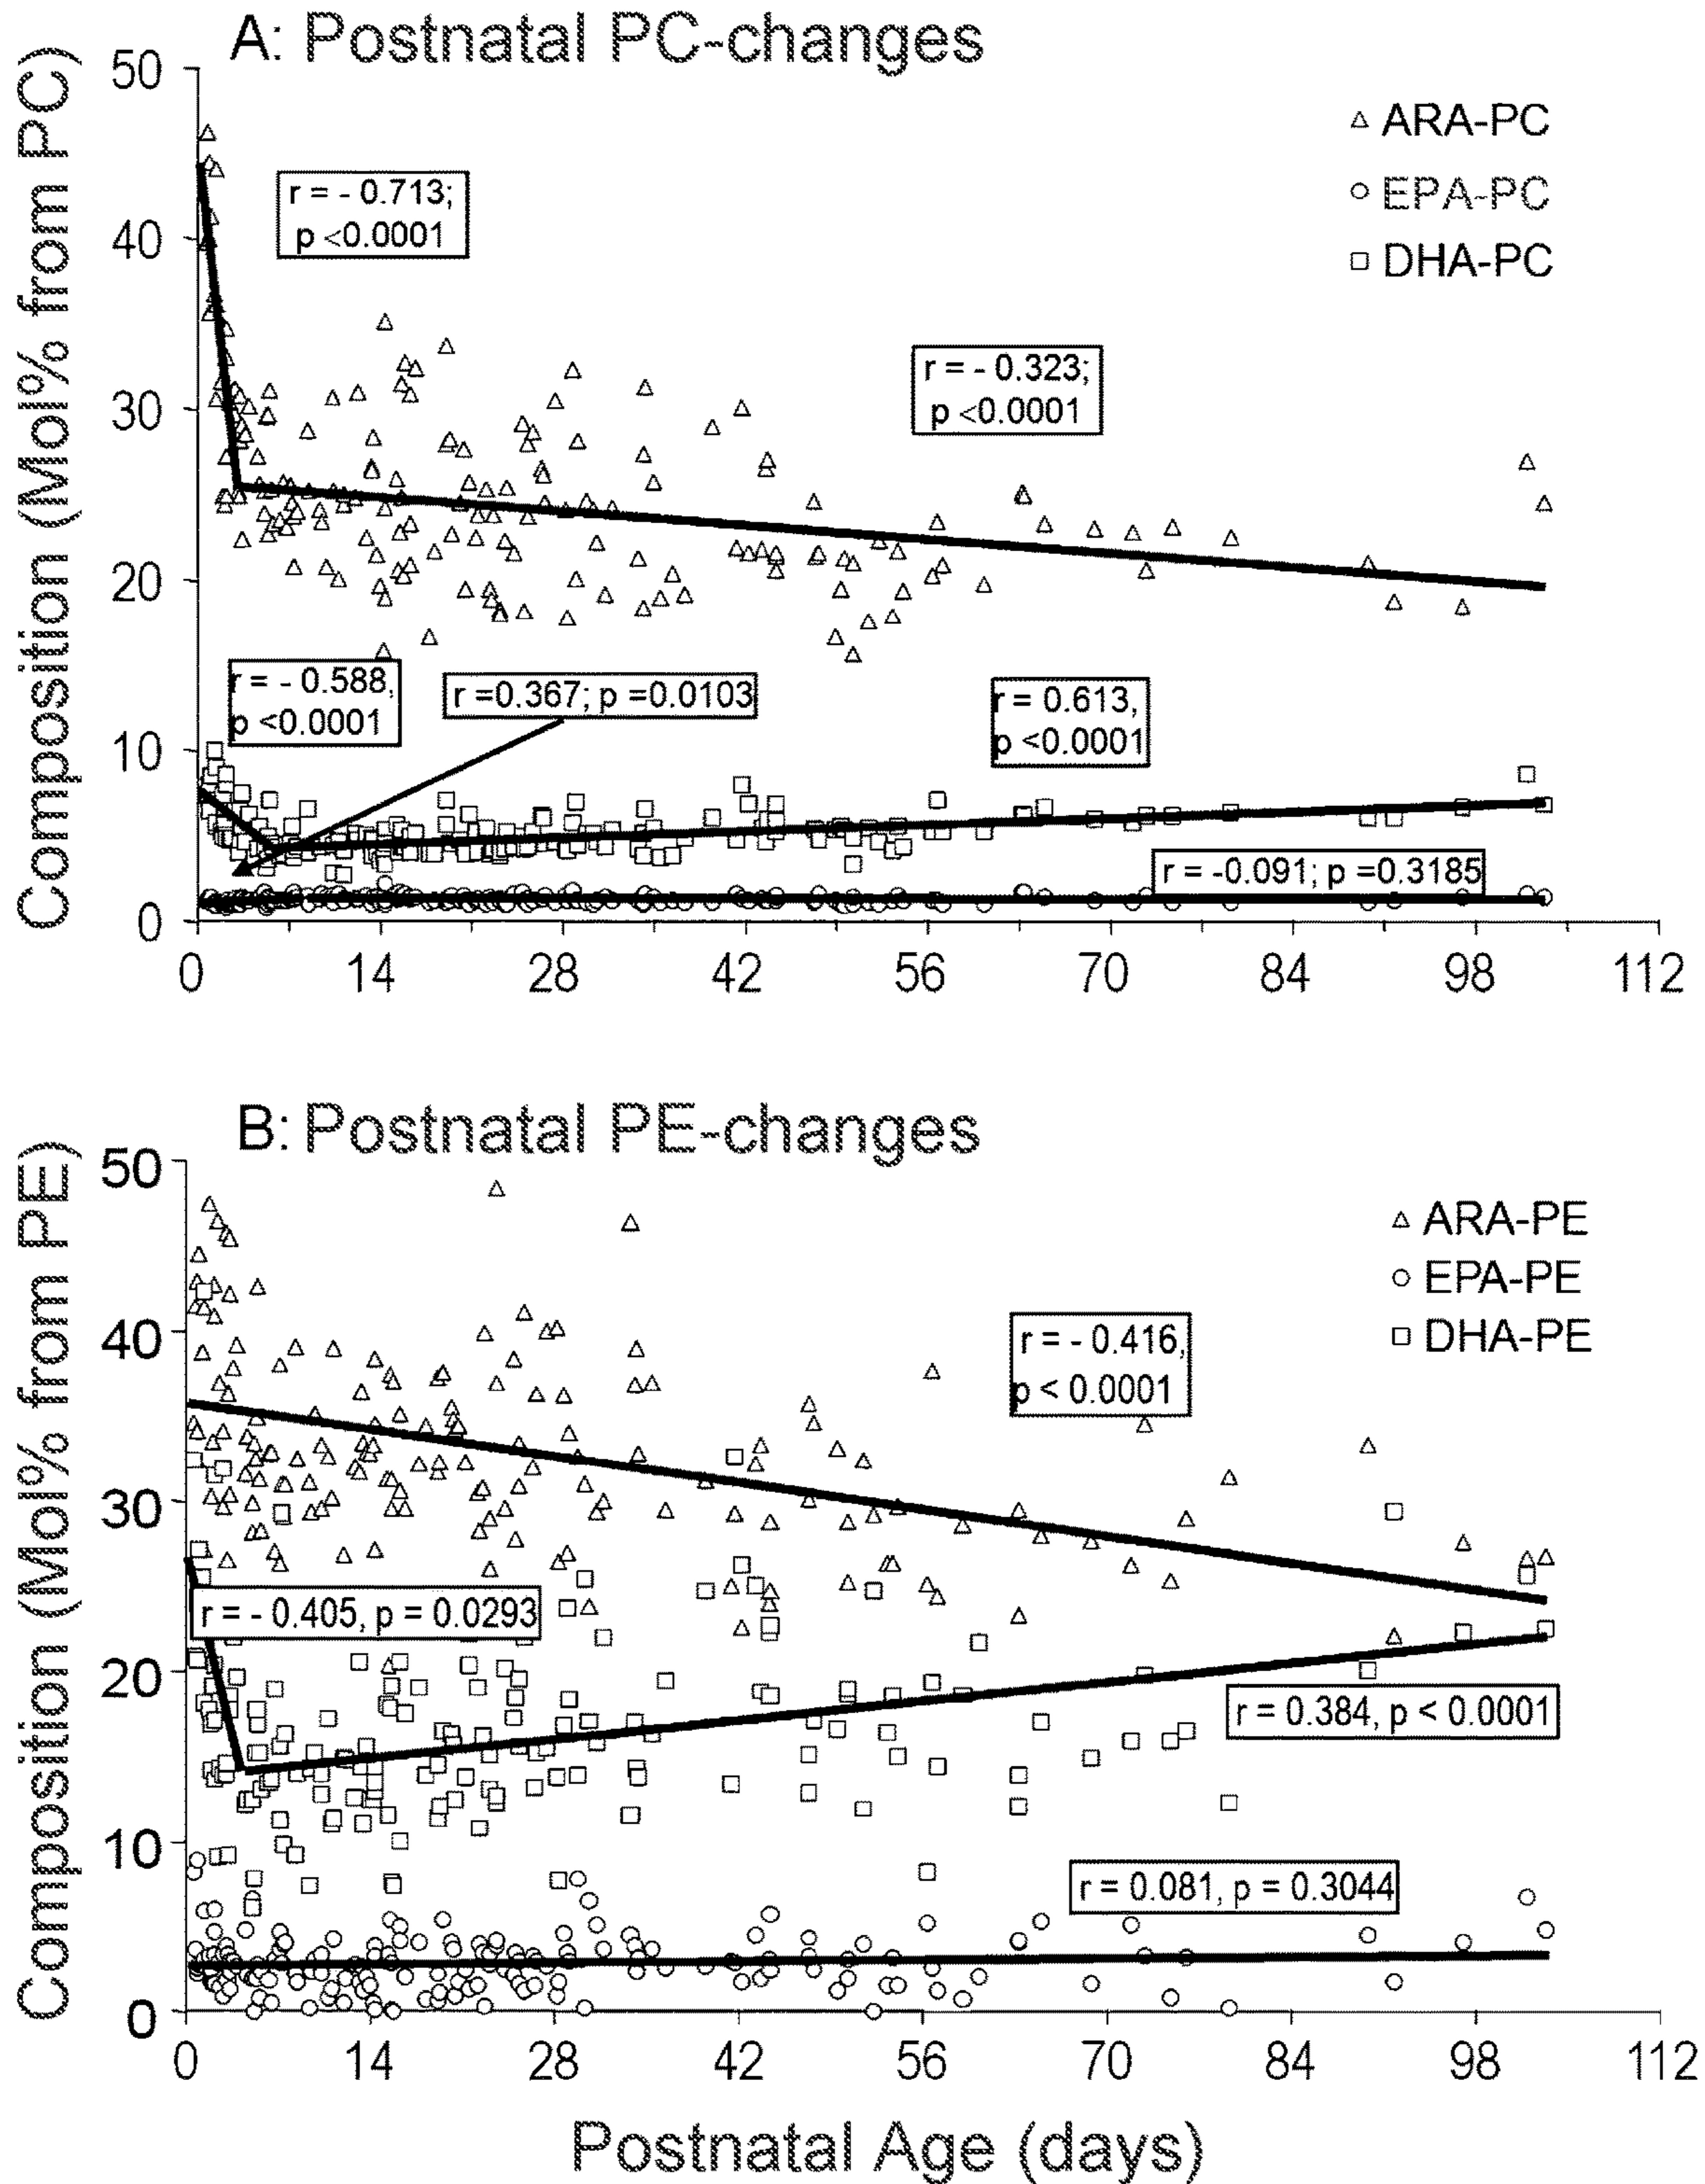 A: Postnatal PC-changes
Composition (Mol% from PC)
50
40
30
20
10
0
ARA-PC
EPA-PC
DHA-PC
r = - 0.713;
p <0.0001
r = - 0.323;
p <0.0001
r = - 0.588,
p <0.0001
r =0.367; p =0.0103
r = 0.613,
p <0.0001
r = -0.091; p =0.3185
0 14 28 42 56 70 84 98 112
B: Postnatal PE-changes
Composition (Mol% from PE)
50
40
30
20
10
0
ARA-PE
EPA-PE
DHA-PE
r = - 0.416,
p < 0.0001
r = - 0.405, p = 0.0293
r = 0.384, p < 0.0001
r = 0.081, p = 0.3044
0 14 28 42 56 70 84 98 112
Postnatal Age (days)